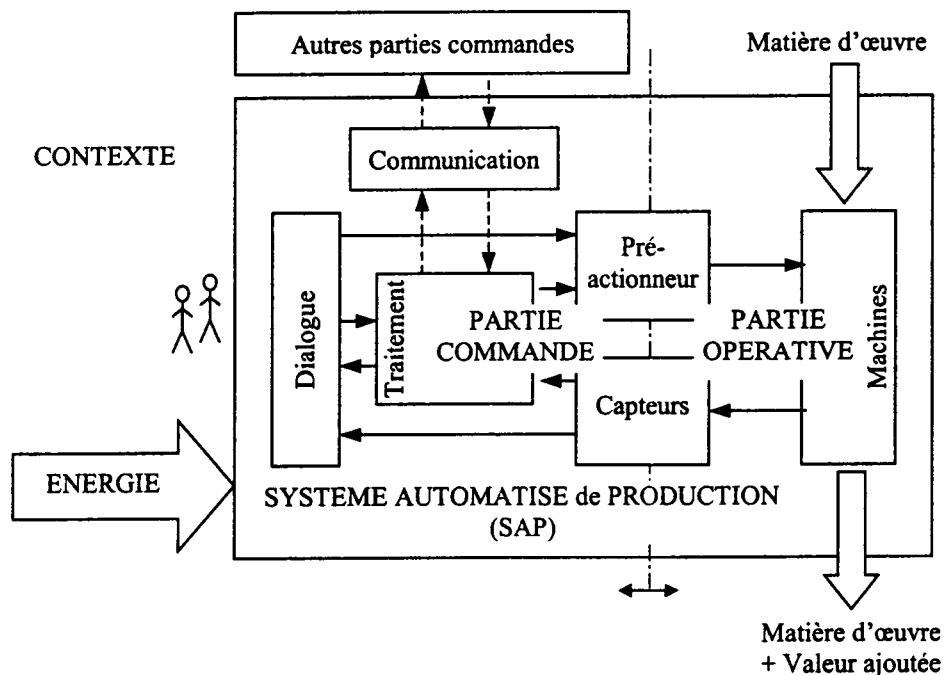 Autres parties commandes
Matière d'œuvre
CONTEXTE
Communication
Dialogue
Traitement
Pré-
actionneur
PARTIE
COMMANDE
PARTIE
OPERATIVE
Machines
Capteurs
ENERGIE
SYSTEME AUTOMATISE de PRODUCTION
(SAP)
Matière d'œuvre
+ Valeur ajoutée